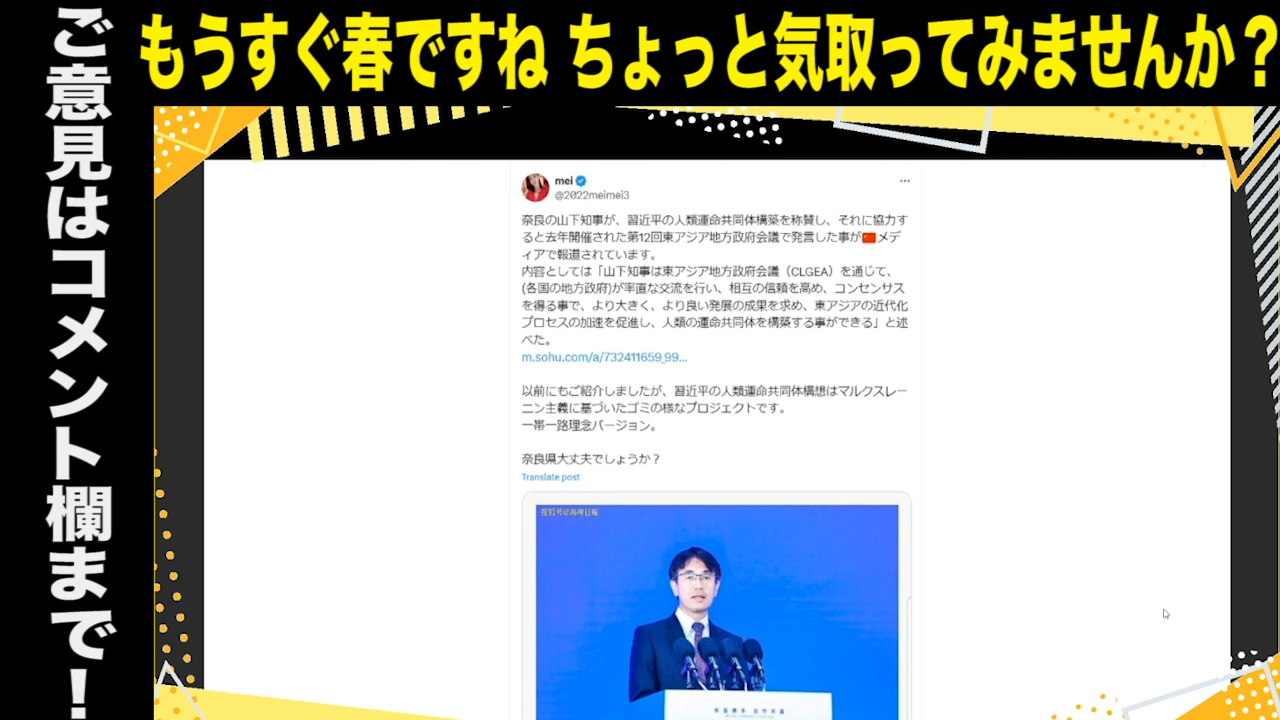 もうすぐ春ですね ちょっと気取ってみませんか？
ご意見はコメント欄まで！
mei
@2022meimei3
奈良の山下知事が、習近平の人類運命共同体構築を称賛し、それに協力す
ると去年開催された第12回東アジア地方政府会議で発言した事が🇨🇳メデ
ィアで報道されています。
内容としては「山下知事は東アジア地方政府会議（CLGEA）を通じて、
(各国の地方政府)が率直な交流を行い、相互の信頼を高め、コンセンサス
を得る事で、より大きく、より良い発展の成果を求め、東アジアの近代化
プロセスの加速を促進し、人類の運命共同体を構築する事ができる」と述
べた。
m.sohu.com/a/732411659_99...
以前にもご紹介しましたが、習近平の人類運命共同体構想はマルクスレー
ニン主義に基づいたゴミの様なプロジェクトです。
一帯一路理念バージョン。
奈良県大丈夫でしょうか？
Translate post